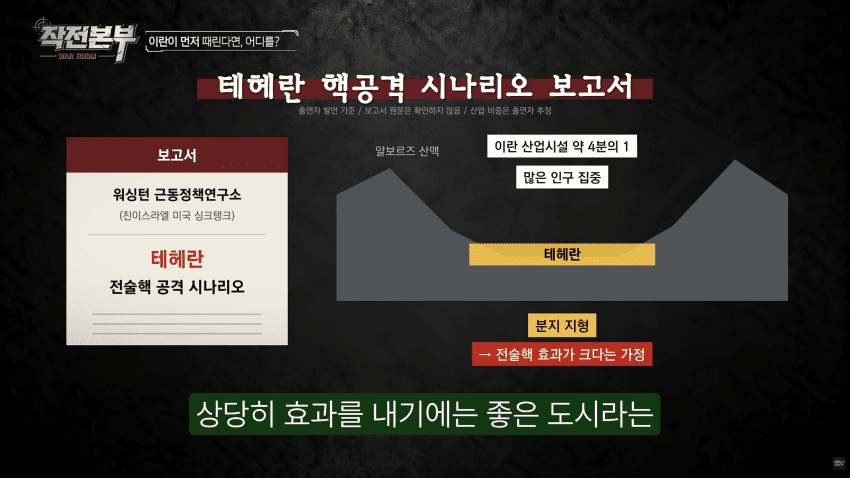 작전본부
WAR ROOM
이란이 먼저 때린다면, 어디를?
테헤란 핵공격 시나리오 보고서
출연자 발언 기준 / 보고서 원문은 확인하지 않음 / 산업 비중은 출연자 추정
보고서
워싱턴 근동정책연구소
(친이스라엘 미국 싱크탱크)
테헤란
전술핵 공격 시나리오
알보르즈 산맥
이란 산업시설 약 4분의 1
많은 인구 집중
테헤란
분지 지형
→ 전술핵 효과가 크다는 가정
상당히 효과를 내기에는 좋은 도시라는